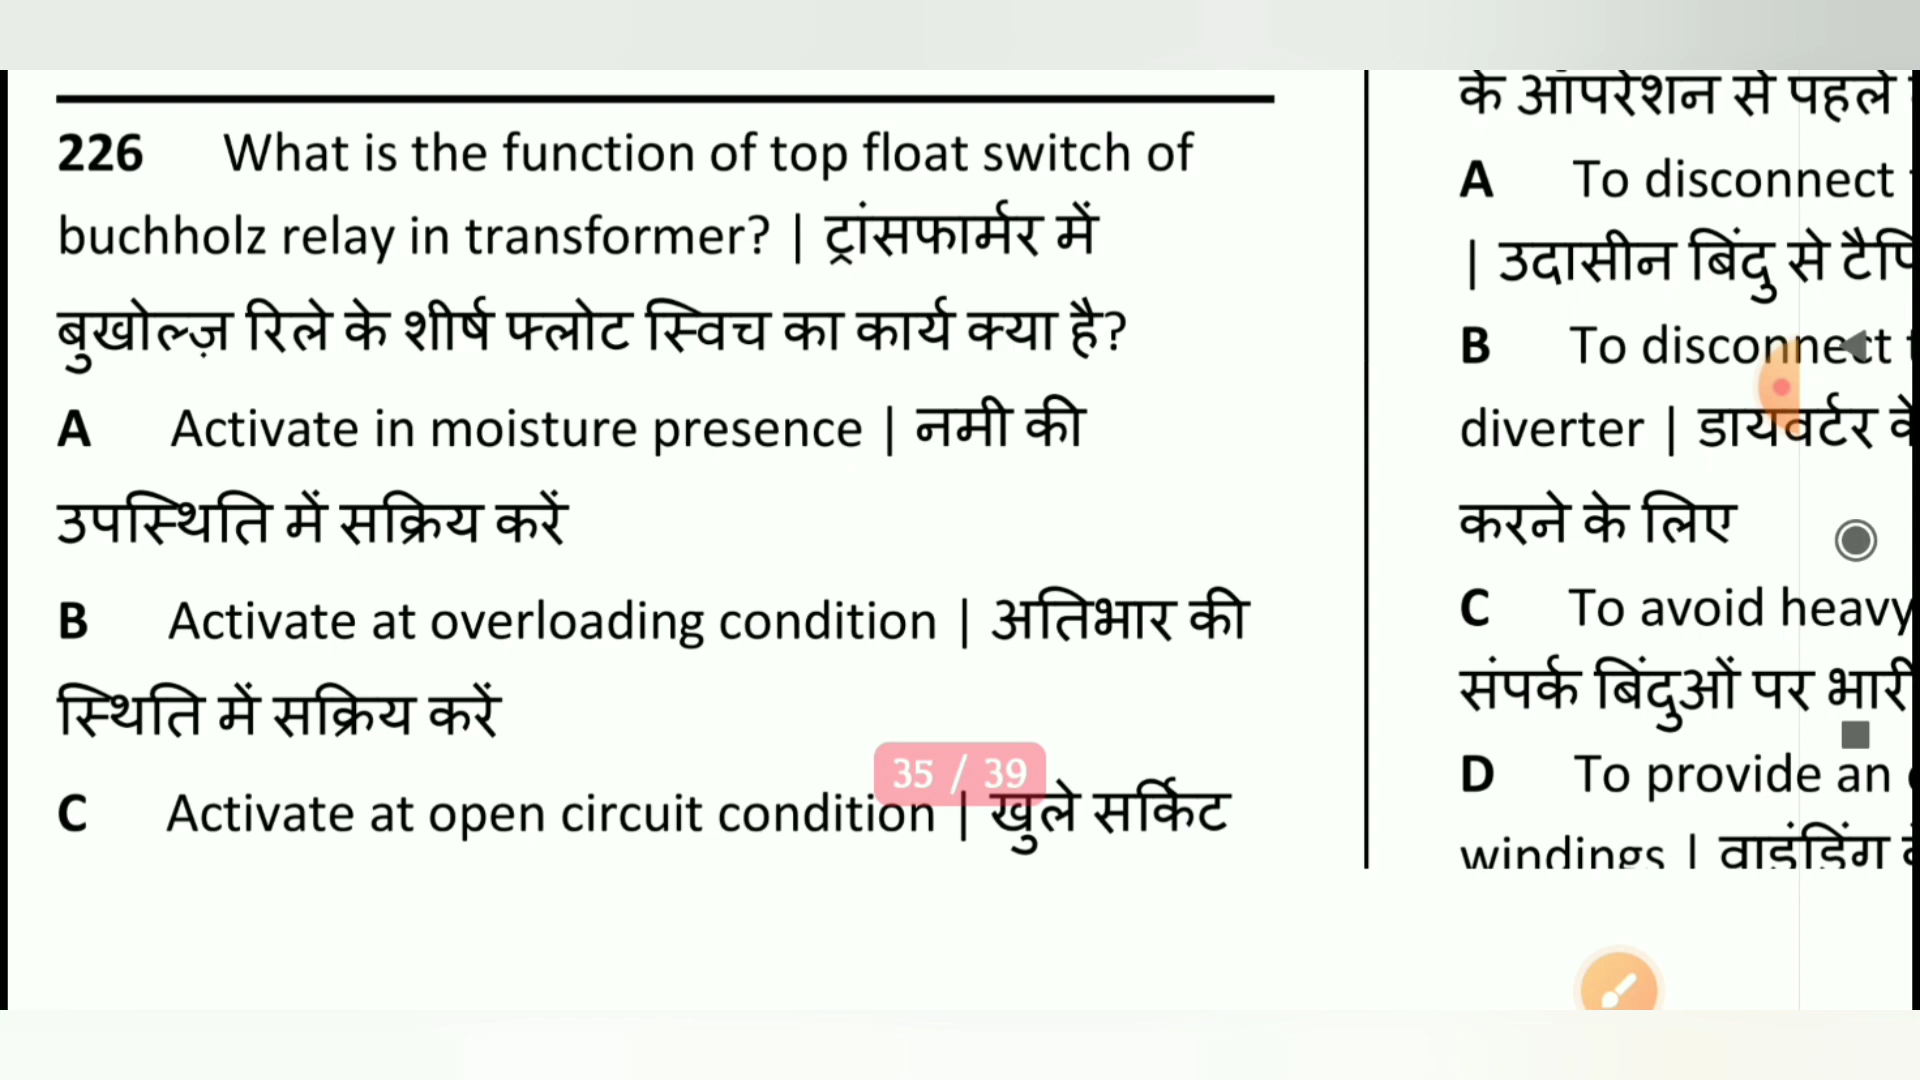 226 What is the function of top float switch of
buchholz relay in transformer? | ट्रांसफार्मर में
बुखोल्ज़ रिले के शीर्ष फ्लोट स्विच का कार्य क्या है?
A Activate in moisture presence | नमी की
उपस्थिति में सक्रिय करें
B Activate at overloading condition | अतिभार की
स्थिति में सक्रिय करें
35 / 39
C Activate at open circuit condition | खुले सर्किट
के ऑपरेशन से पहले
A To disconnect
| उदासीन बिंदु से
B To disconnect
diverter | डायवर्टर के
करने के लिए
C To avoid heavy
संपर्क बिंदुओं पर भारी
D To provide an
windings | वाइंडिंग